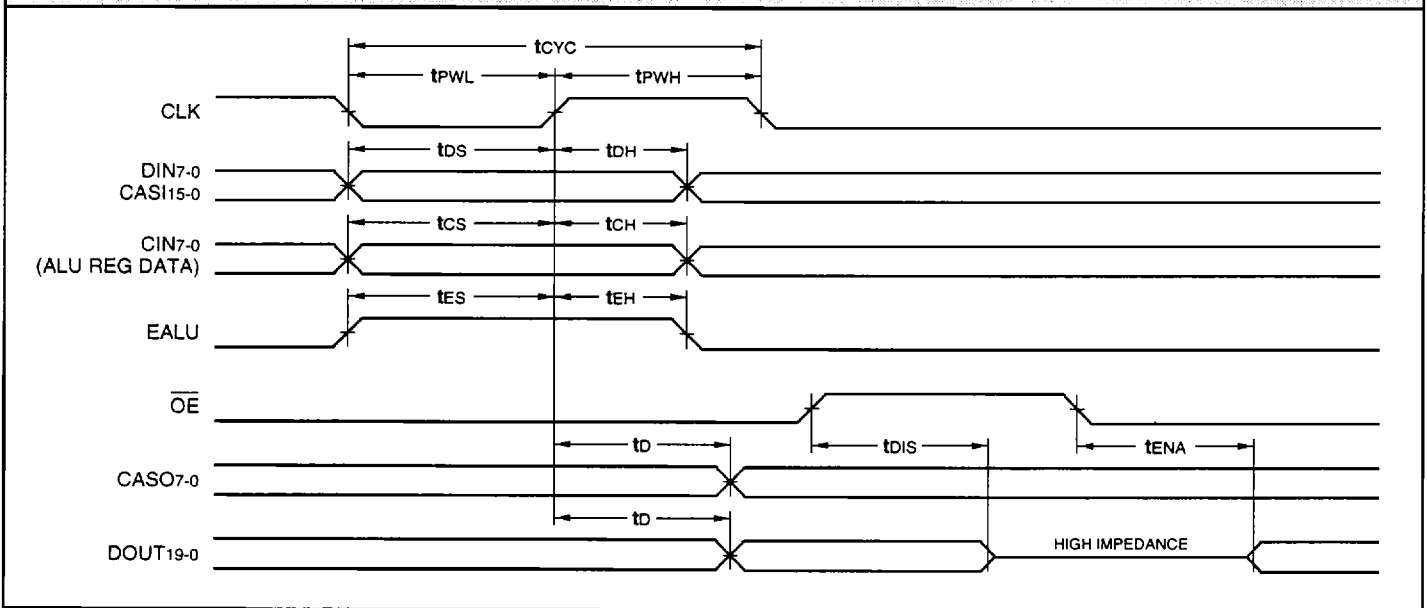 tCYC
tPWL tPWH
CLK
tDS tDH
DIN7-0
CASI15-0
tCS tCH
CIN7-0
(ALU REG DATA)
tES tEH
EALU
OE
tD tDIS tENA
CASO7-0
tD
DOUT19-0 HIGH IMPEDANCE